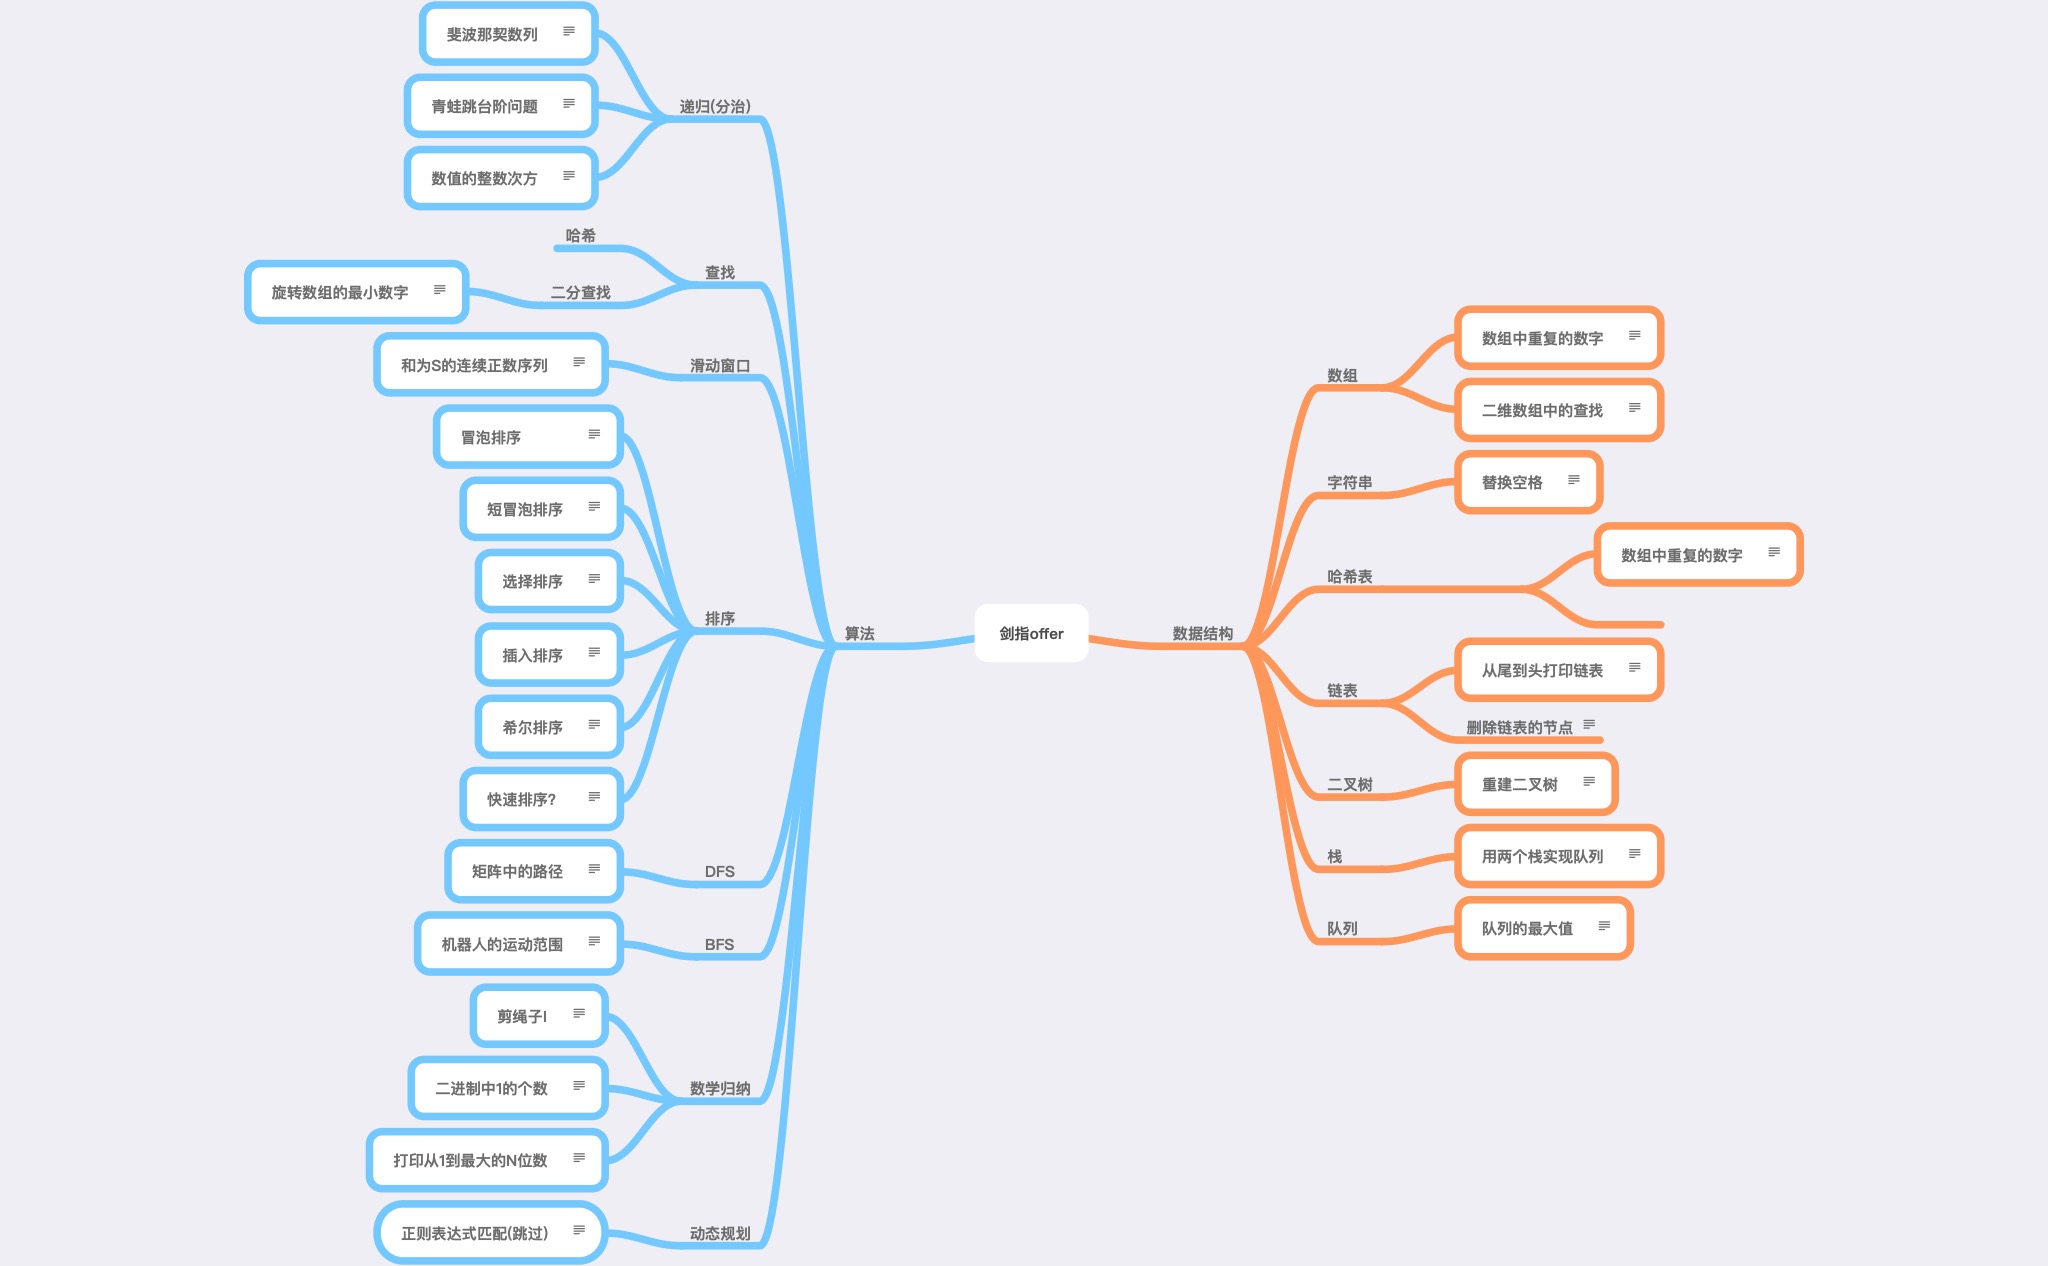 斐波那契数列
青蛙跳台阶问题
数值的整数次方
递归(分治)
哈希
旋转数组的最小数字
二分查找
查找
和为S的连续正数序列
滑动窗口
冒泡排序
短冒泡排序
选择排序
插入排序
希尔排序
快速排序?
排序
矩阵中的路径
DFS
机器人的运动范围
BFS
剪绳子I
二进制中1的个数
打印从1到最大的N位数
数学归纳
正则表达式匹配(跳过)
动态规划
算法
剑指offer
数据结构
数组
数组中重复的数字
二维数组中的查找
字符串
替换空格
哈希表
数组中重复的数字
链表
从尾到头打印链表
删除链表的节点
二叉树
重建二叉树
栈
用两个栈实现队列
队列
队列的最大值